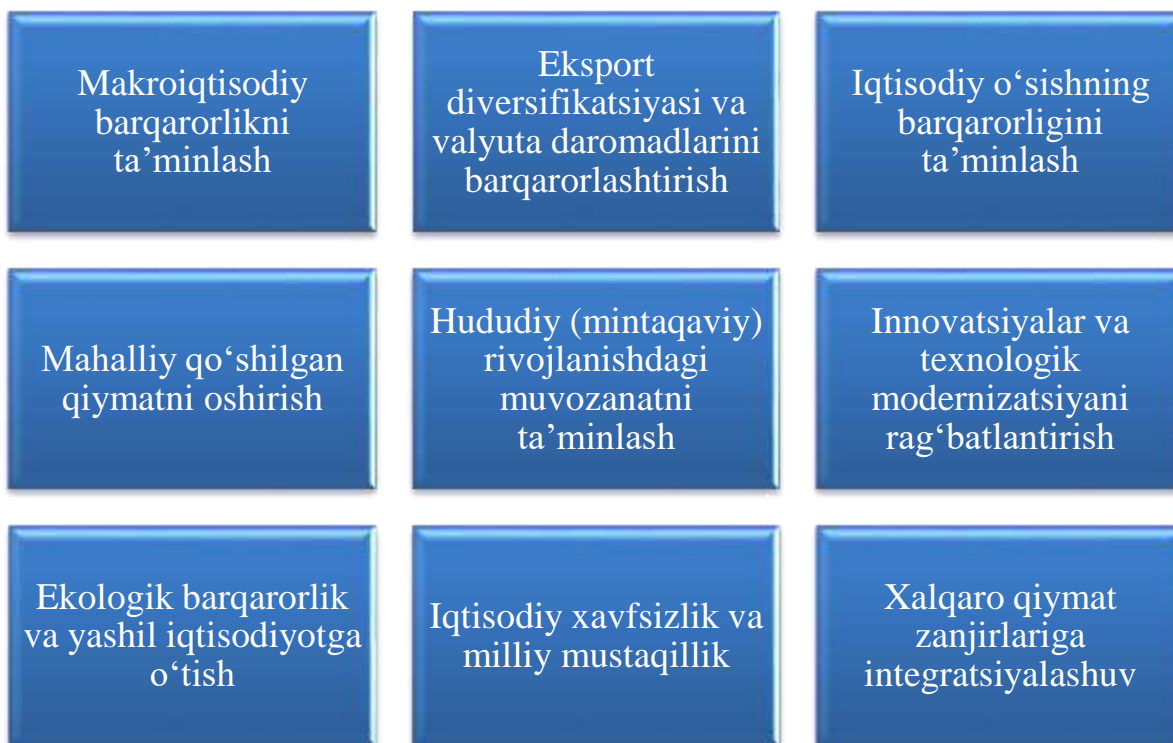 Makroiqtisodiy
barqarorlikni
ta’minlash
Eksport
diversifikatsiyasi va
valyuta daromadlarini
barqarorlashtirish
Iqtisodiy o‘sishning
barqarorligini
ta’minlash
Mahalliy qo‘shilgan
qiymatni oshirish
Hududiy (mintaqaviy)
rivojlanishdagi
muvozanatni
ta’minlash
Innovatsiyalar va
texnologik
modernizatsiyani
rag‘batlantirish
Ekologik barqarorlik
va yashil iqtisodiyotga
o‘tish
Iqtisodiy xavfsizlik va
milliy mustaqillik
Xalqaro qiymat
zanjirlariga
integratsiyalashuv